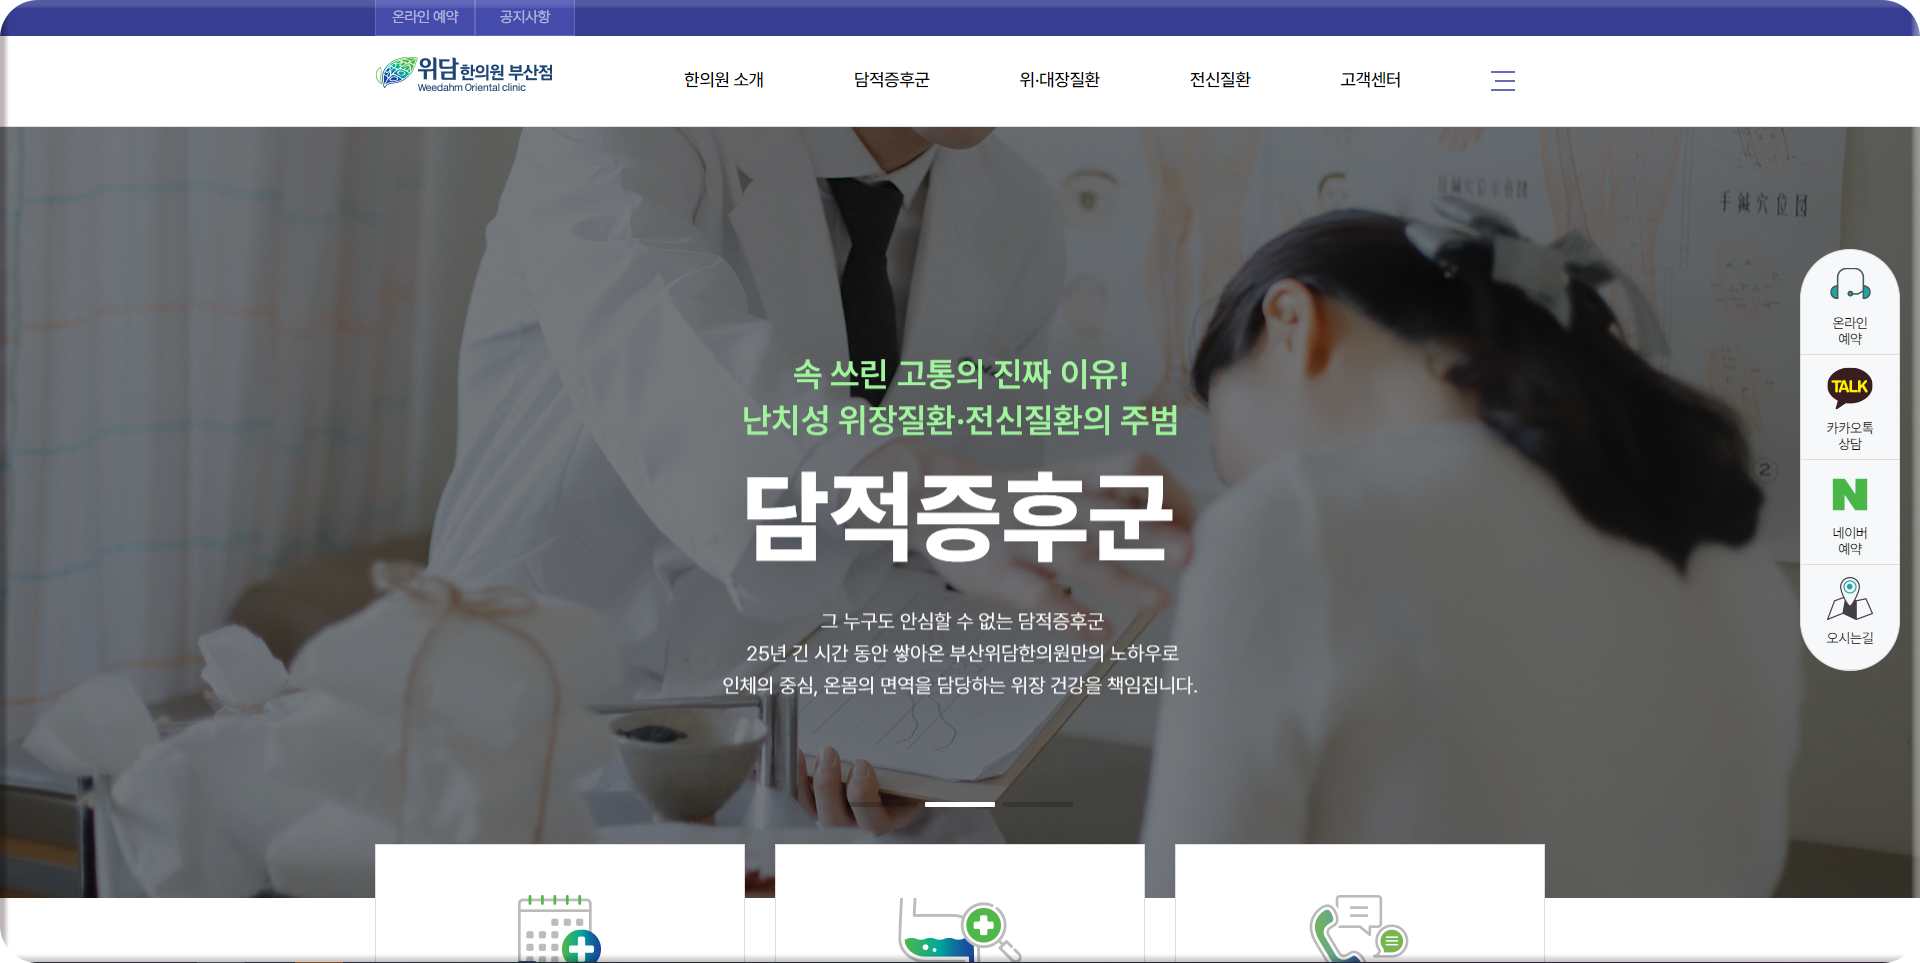 온라인 예약
공지사항
위담 한의원 부산점
Weedahm Oriental clinic
한의원 소개
담적증후군
위·대장질환
전신질환
고객센터
手鍼穴位図
속 쓰린 고통의 진짜 이유!
난치성 위장질환·전신질환의 주범
담적증후군
그 누구도 안심할 수 없는 담적증후군
25년 긴 시간 동안 쌓아온 부산위담한의원만의 노하우로
인체의 중심, 온몸의 면역을 담당하는 위장 건강을 책임집니다.
온라인
예약
TALK
카카오톡
상담
2
N
네이버
예약
오시는길